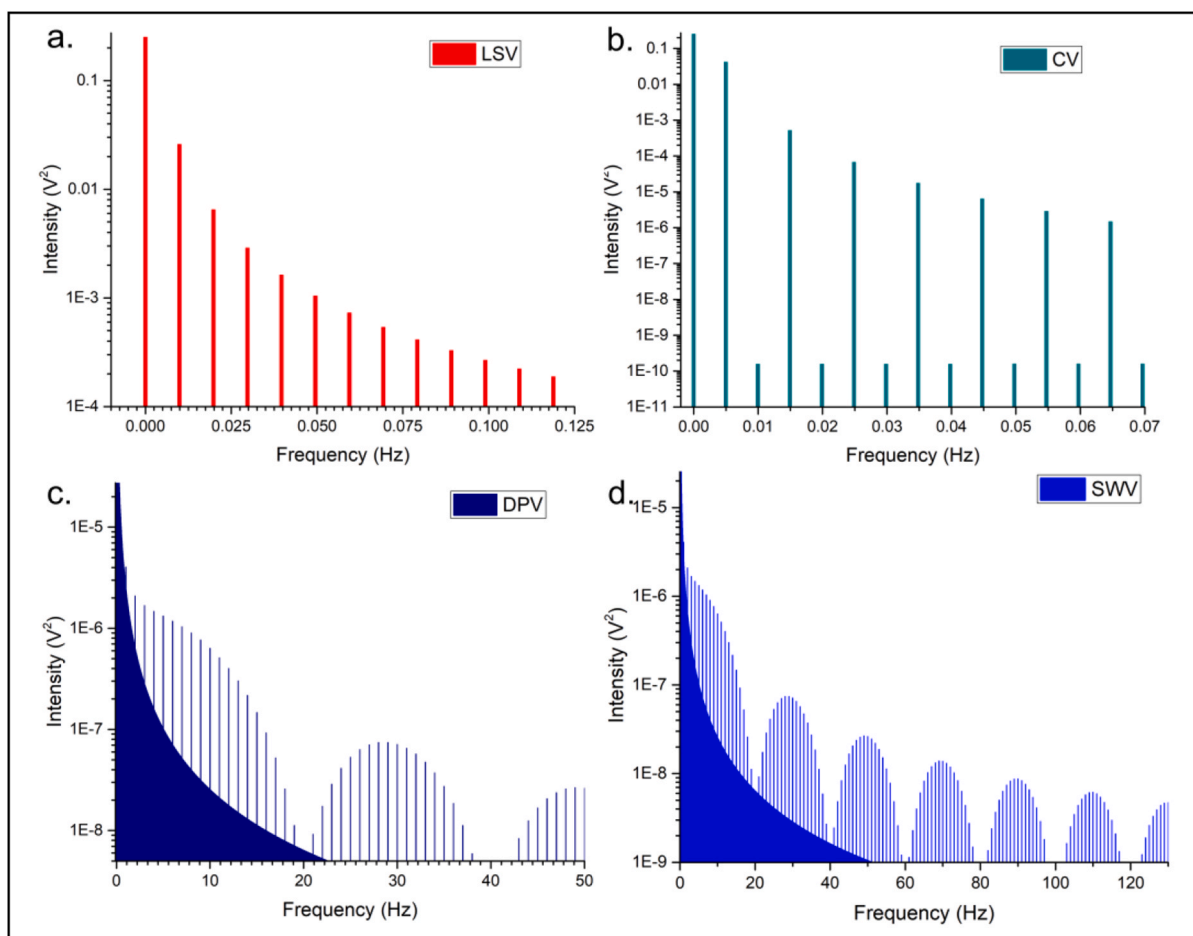 a.
LSV
Intensity (V²)
0.1
0.01
1E-3
1E-4
0.000 0.025 0.050 0.075 0.100 0.125
Frequency (Hz)
b.
CV
Intensity (V²)
0.1
0.01
1E-3
1E-4
1E-5
1E-6
1E-7
1E-8
1E-9
1E-10
1E-11
0.00 0.01 0.02 0.03 0.04 0.05 0.06 0.07
Frequency (Hz)
c.
DPV
Intensity (V²)
1E-5
1E-6
1E-7
1E-8
0 10 20 30 40 50
Frequency (Hz)
d.
SWV
Intensity (V²)
1E-5
1E-6
1E-7
1E-8
1E-9
0 20 40 60 80 100 120
Frequency (Hz)